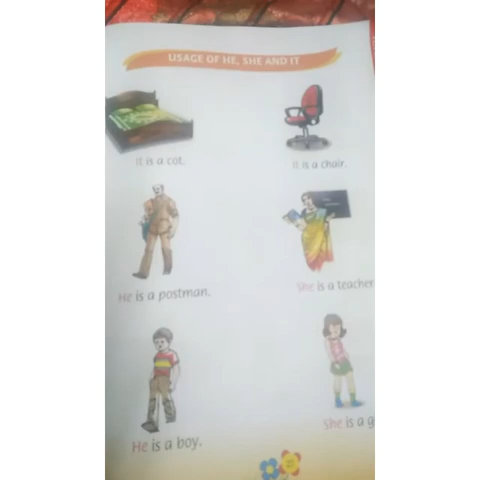 USAGE OF HE, SHE AND IT
It is a cot.
It is a chair.
He is a postman.
She is a teacher
He is a boy.
She is a g